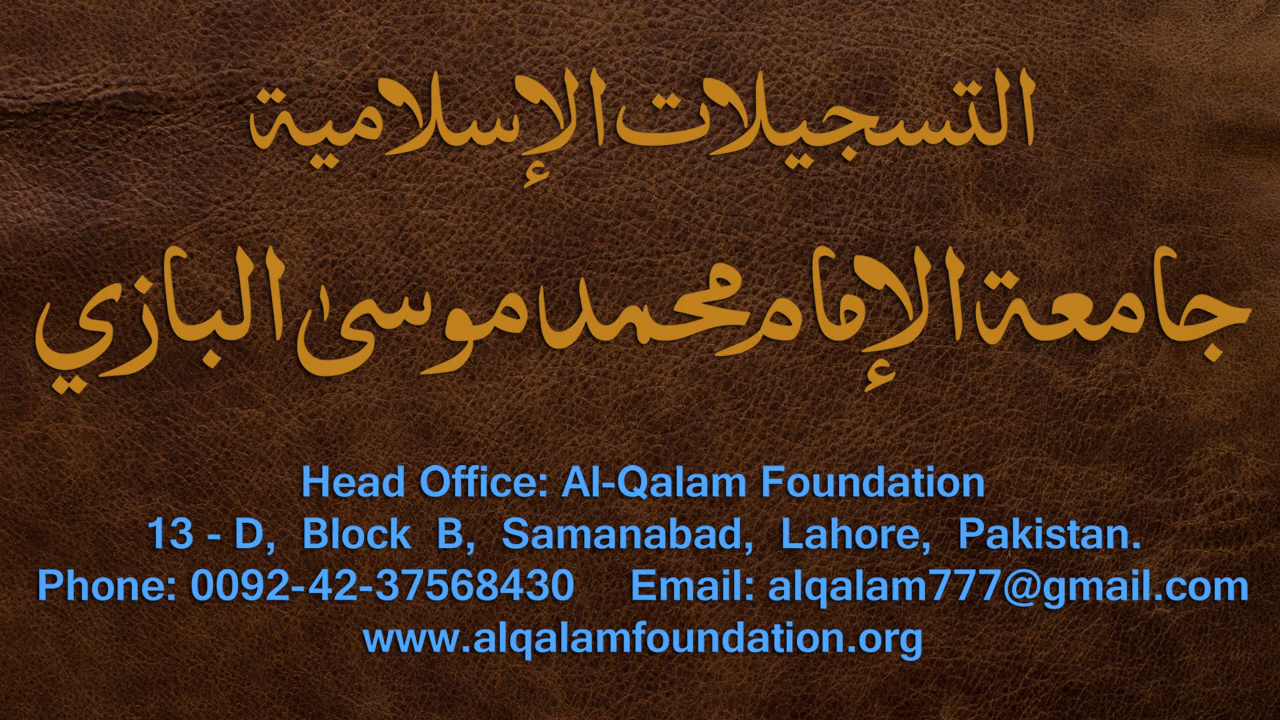 التسجيلات الإسلامية
جامعة الإمام محمد موسىٰ البازي
Head Office: Al-Qalam Foundation
13 - D, Block B, Samanabad, Lahore, Pakistan.
Phone: 0092-42-37568430 Email: alqalam777@gmail.com
www.alqalamfoundation.org